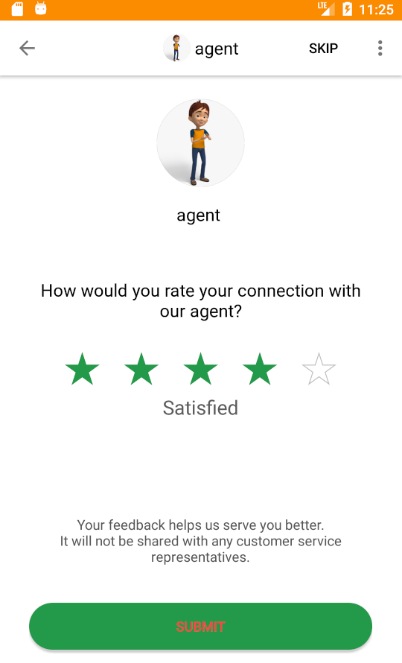 LTE 11:25
agent SKIP
agent
How would you rate your connection with
our agent?
Satisfied
Your feedback helps us serve you better.
It will not be shared with any customer service
representatives.
SUBMIT